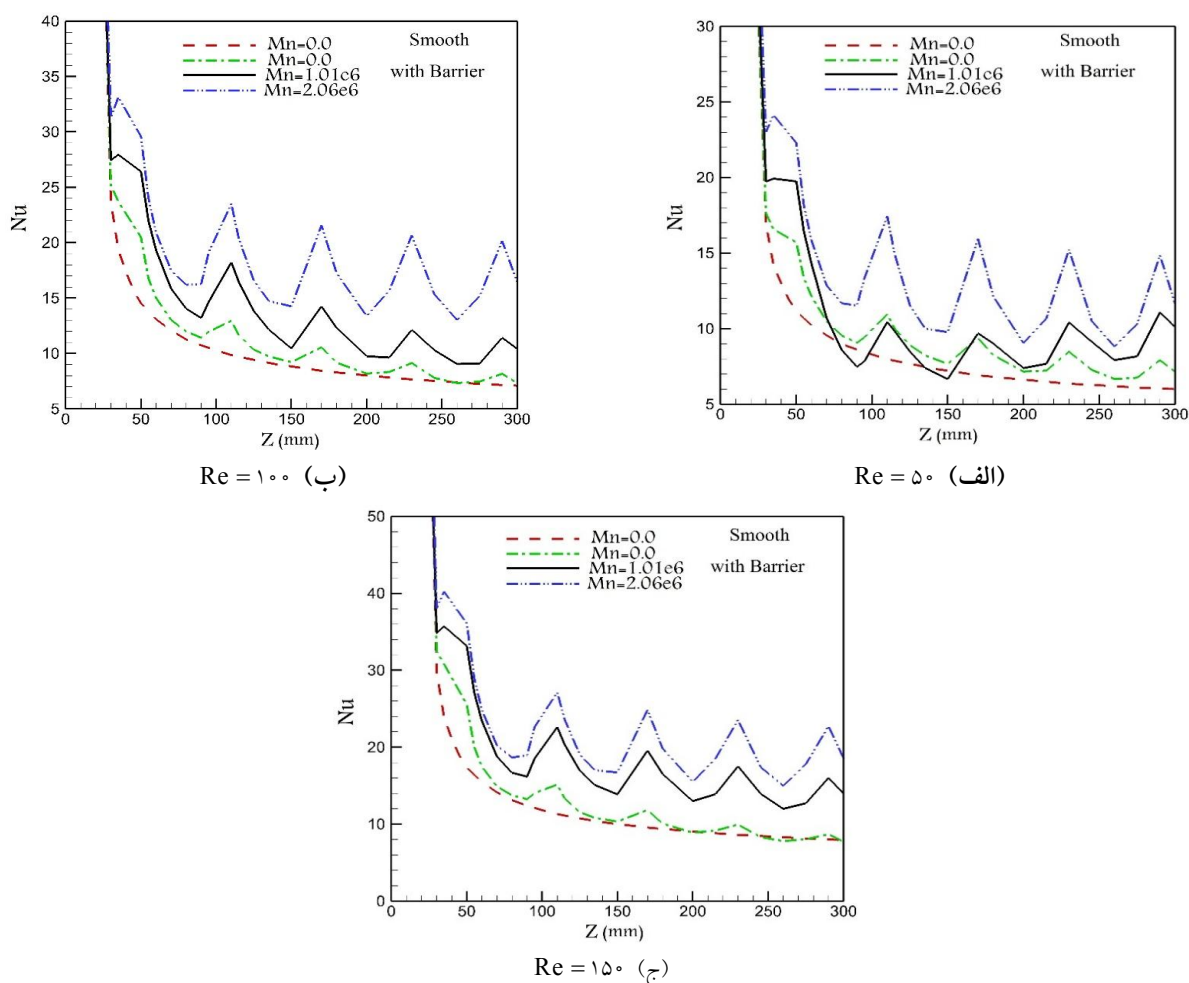 40
35
30
25
20
15
10
5
Nu
Mn=0.0 Smooth
Mn=0.0
Mn=1.01c6 with Barrier
Mn=2.06e6
0 50 100 150 200 250 300
Z (mm)
(ب) Re = ۱۰۰
30
25
20
15
10
5
Nu
Mn=0.0 Smooth
Mn=0.0
Mn=1.01c6 with Barrier
Mn=2.06e6
0 50 100 150 200 250 300
Z (mm)
(الف) Re = ۵۰
50
40
30
20
10
0
Nu
Mn=0.0 Smooth
Mn=0.0
Mn=1.01e6 with Barrier
Mn=2.06e6
0 50 100 150 200 250 300
Z (mm)
(ج) Re = ۱۵۰